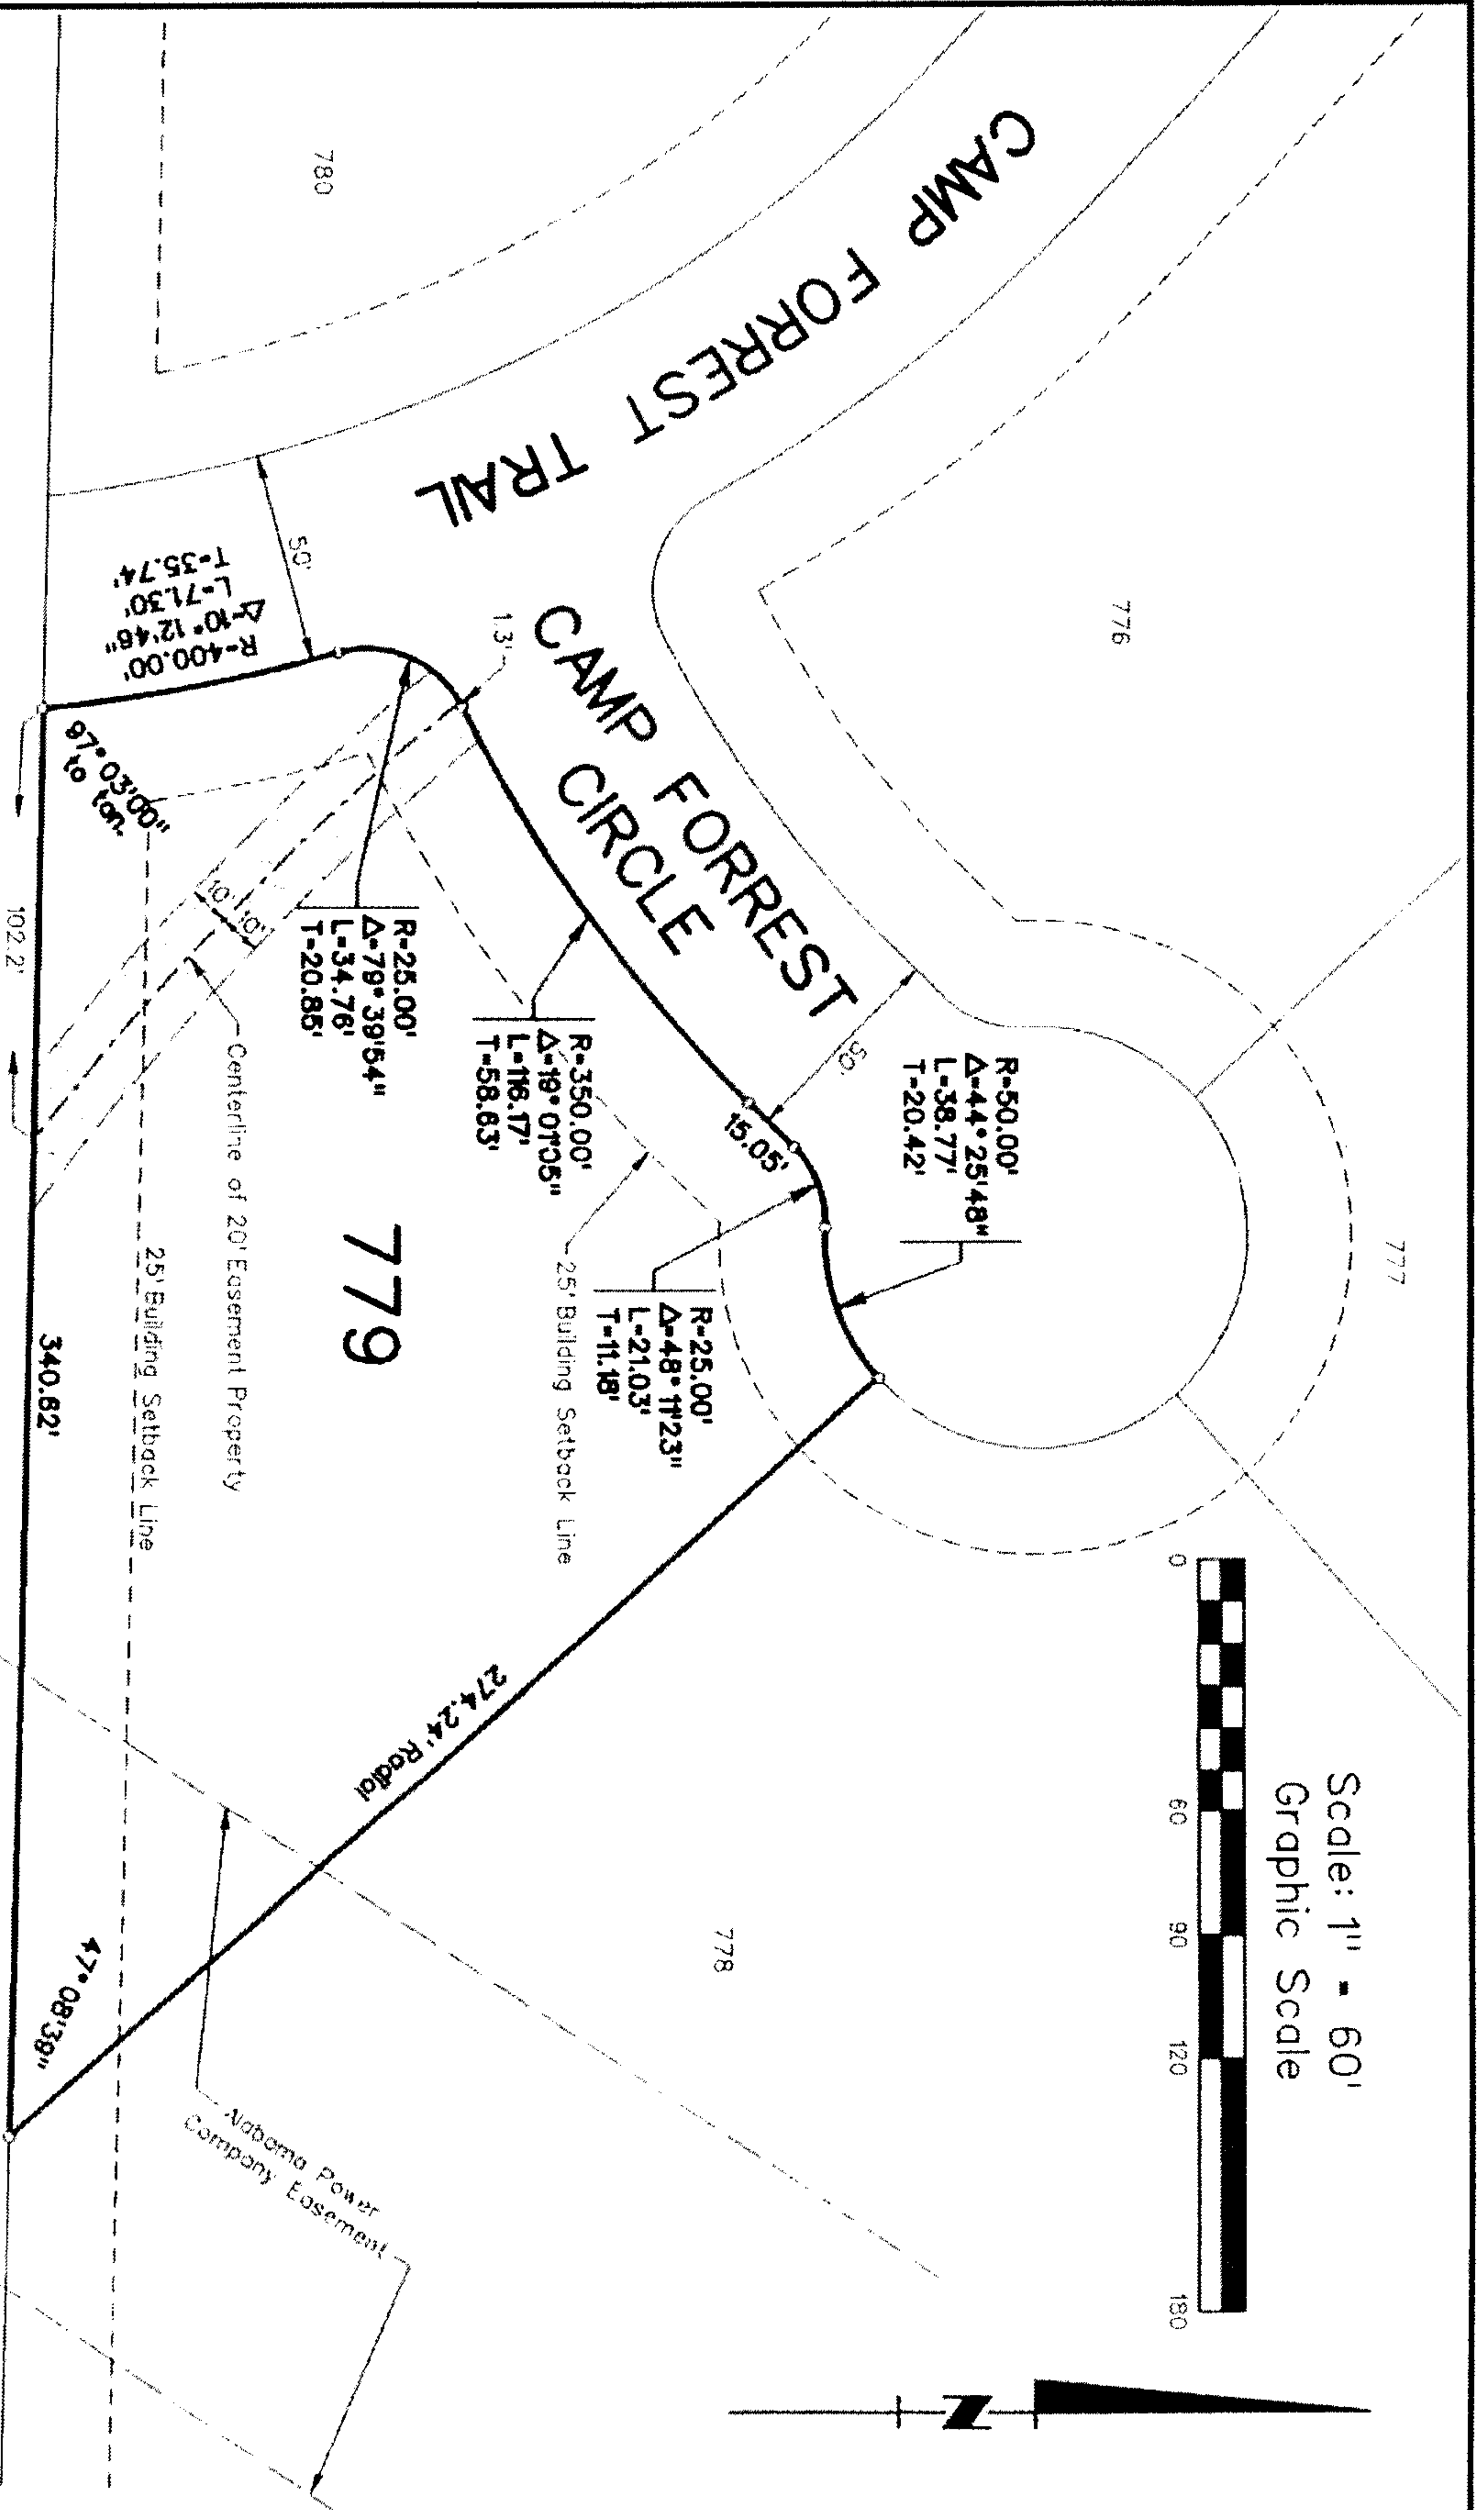 Scale: 1" = 60'
Graphic Scale
0 60 90 120 180
N
CAMP FORREST TRAIL
CAMP FORREST
CIRCLE
776
777
778
780
779
50'
50'
R=50.00'
Δ=44°25'48"
L=38.77'
T=20.42'
15.05'
R=25.00'
Δ=48°11'23"
L=21.03'
T=11.18'
R=350.00'
Δ=19°01'05"
L=116.17'
T=58.63'
R=25.00'
Δ=79°39'54"
L=34.76'
T=20.85'
R=400.00'
Δ=10°12'46"
L=71.30'
T=35.74'
1.3'
10' 10'
25' Building Setback Line
Centerline of 20' Easement Property
25' Building Setback Line
274.24' Radial
97°03'00"
to tan.
47°08'39"
102.2'
340.62'
Alabama Power
Company Easement